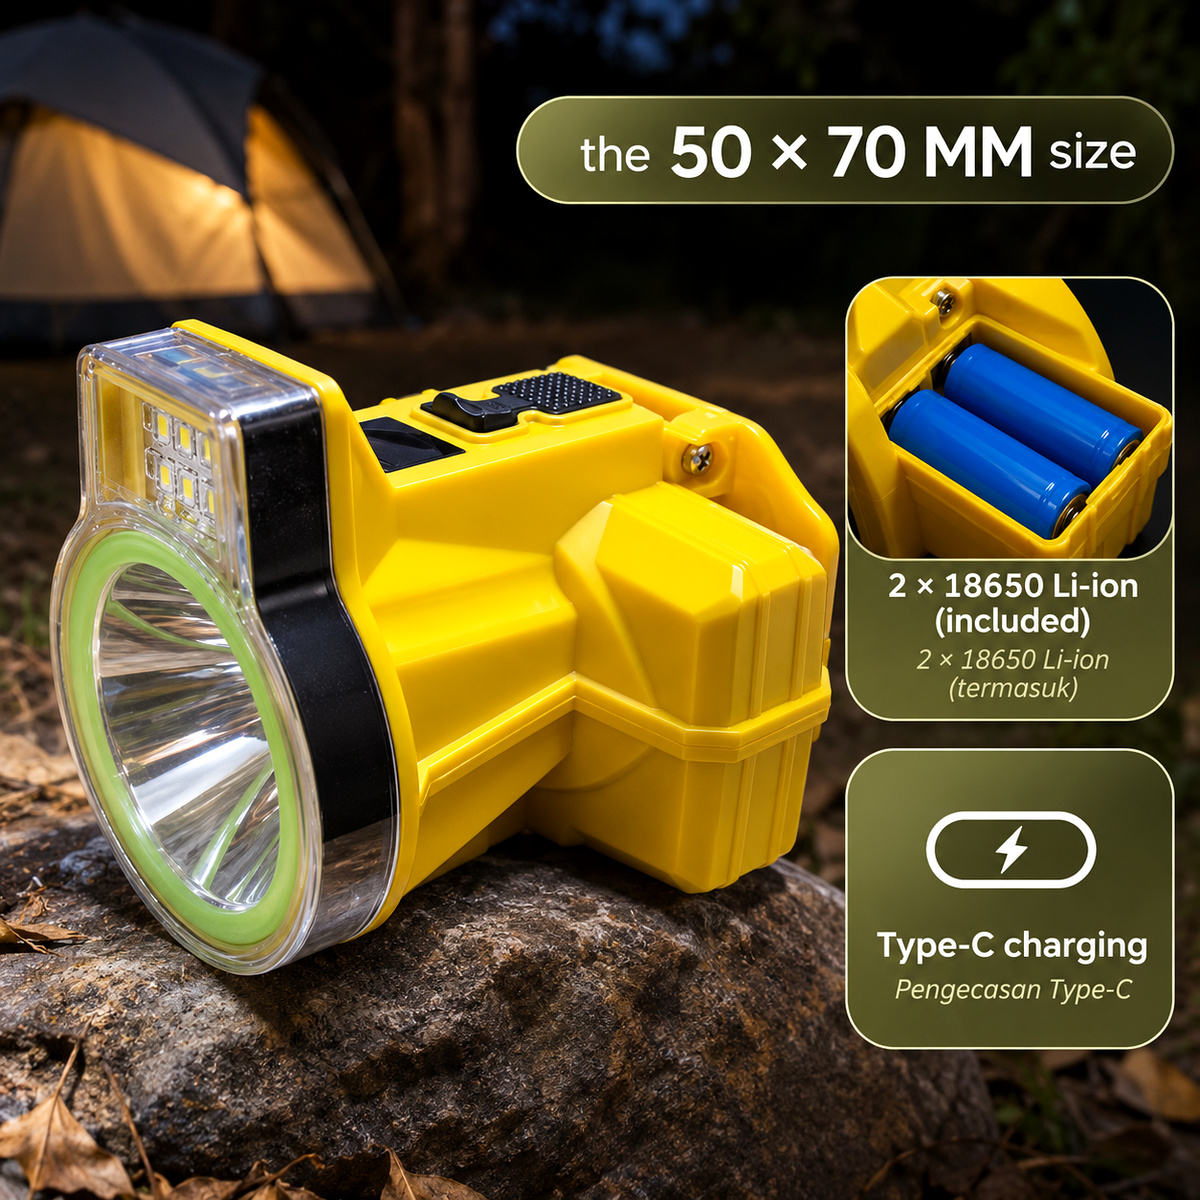 the 50 × 70 MM size
2 × 18650 Li-ion
(included)
2 × 18650 Li-ion
(termasuk)
Type-C charging
Pengecasan Type-C